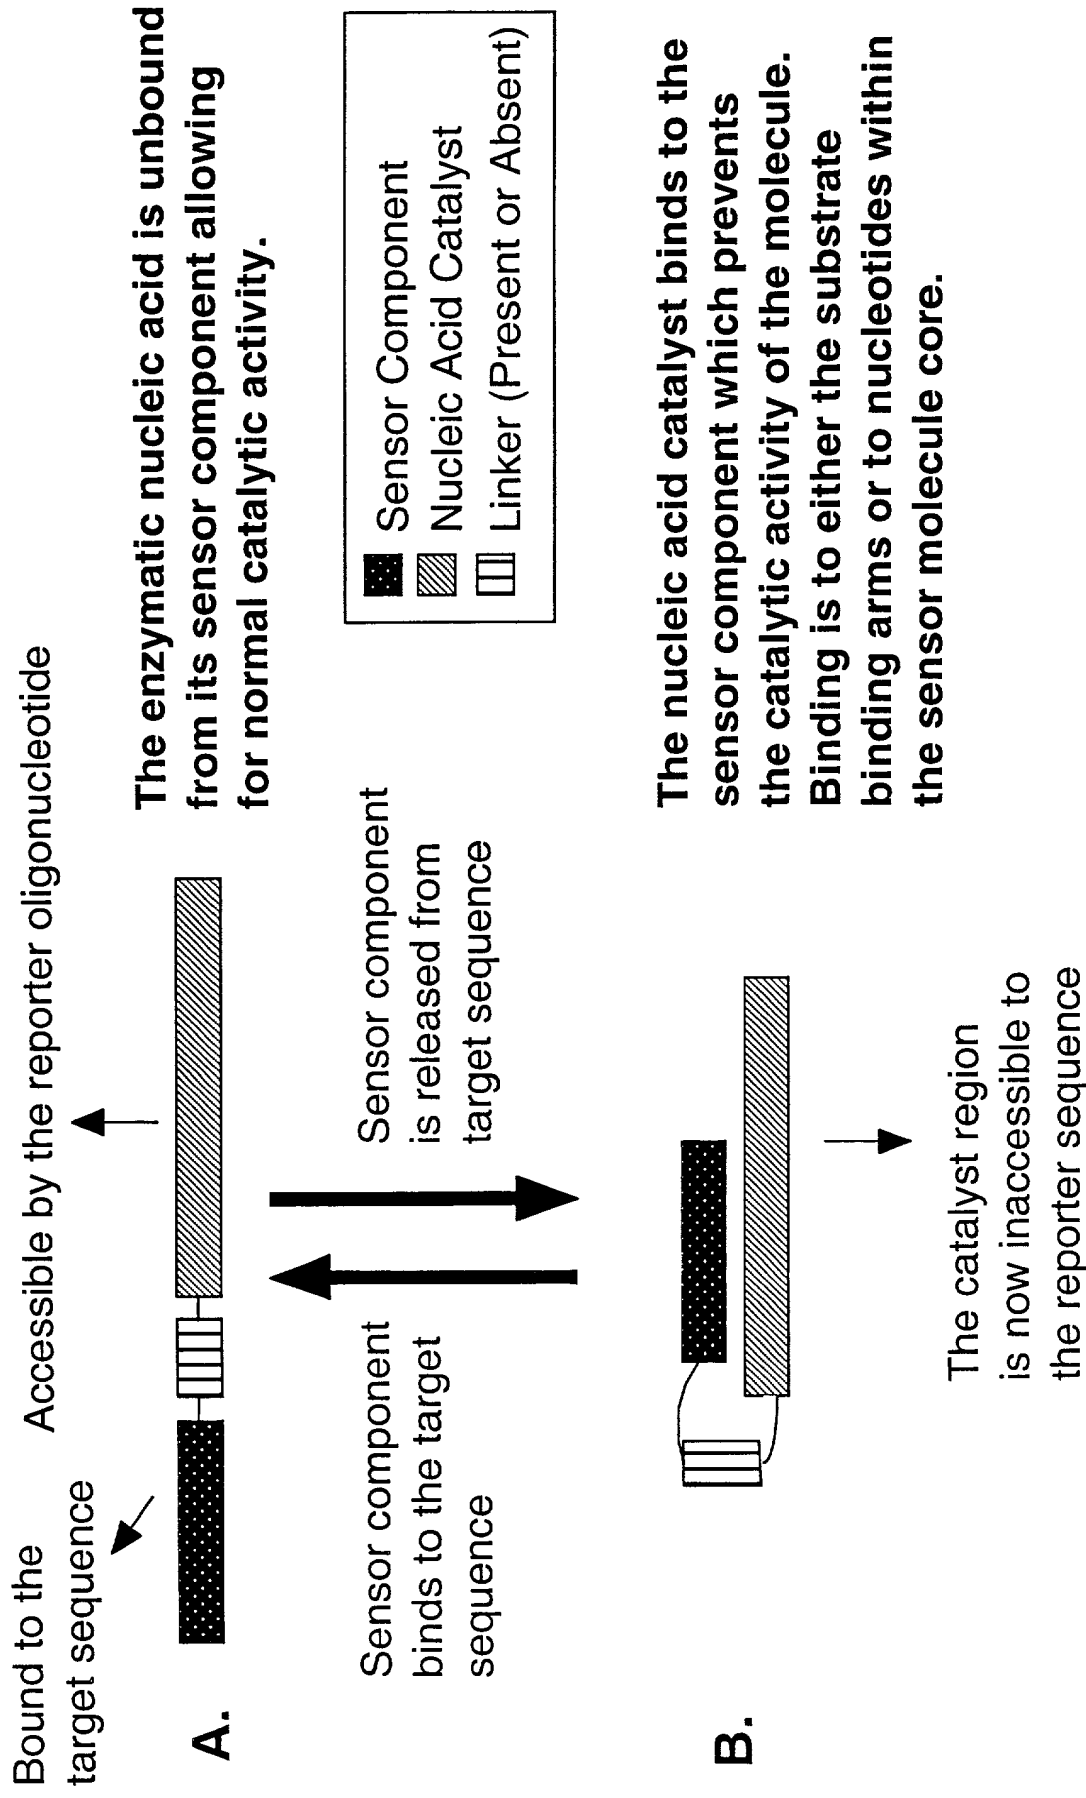 Bound to the
target sequence
Accessible by the reporter oligonucleotide
A.
The enzymatic nucleic acid is unbound
from its sensor component allowing
for normal catalytic activity.
Sensor component
binds to the target
sequence
Sensor component
is released from
target sequence
Sensor Component
Nucleic Acid Catalyst
Linker (Present or Absent)
B.
The nucleic acid catalyst binds to the
sensor component which prevents
the catalytic activity of the molecule.
Binding is to either the substrate
binding arms or to nucleotides within
the sensor molecule core.
The catalyst region
is now inaccessible to
the reporter sequence